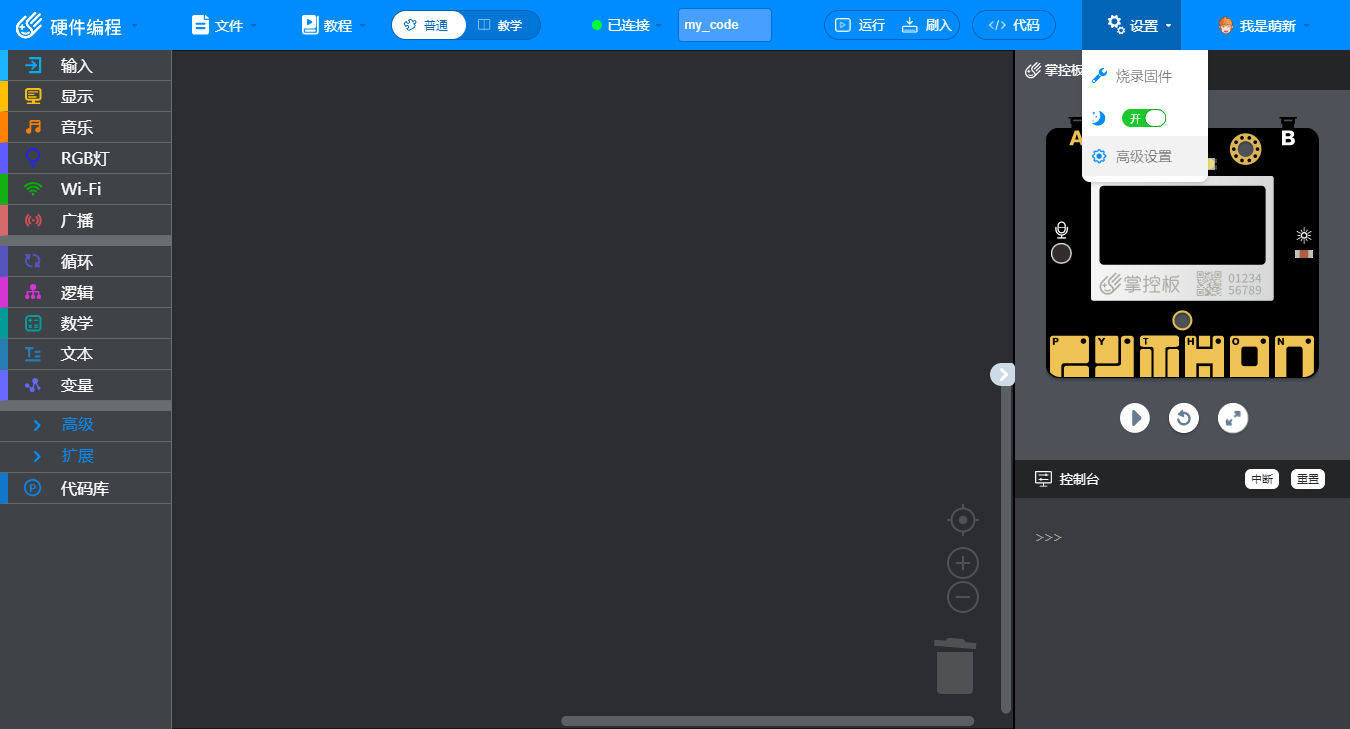 硬件编程
文件
教程
普通
教学
已连接
my_code
运行
刷入
代码
设置
我是萌新
输入
显示
音乐
RGB灯
Wi-Fi
广播
循环
逻辑
数学
文本
变量
高级
扩展
代码库
掌控板
烧录固件
开
高级设置
A
B
掌控板
01234
56789
P Y T H O N
控制台
中断
重置
>>>